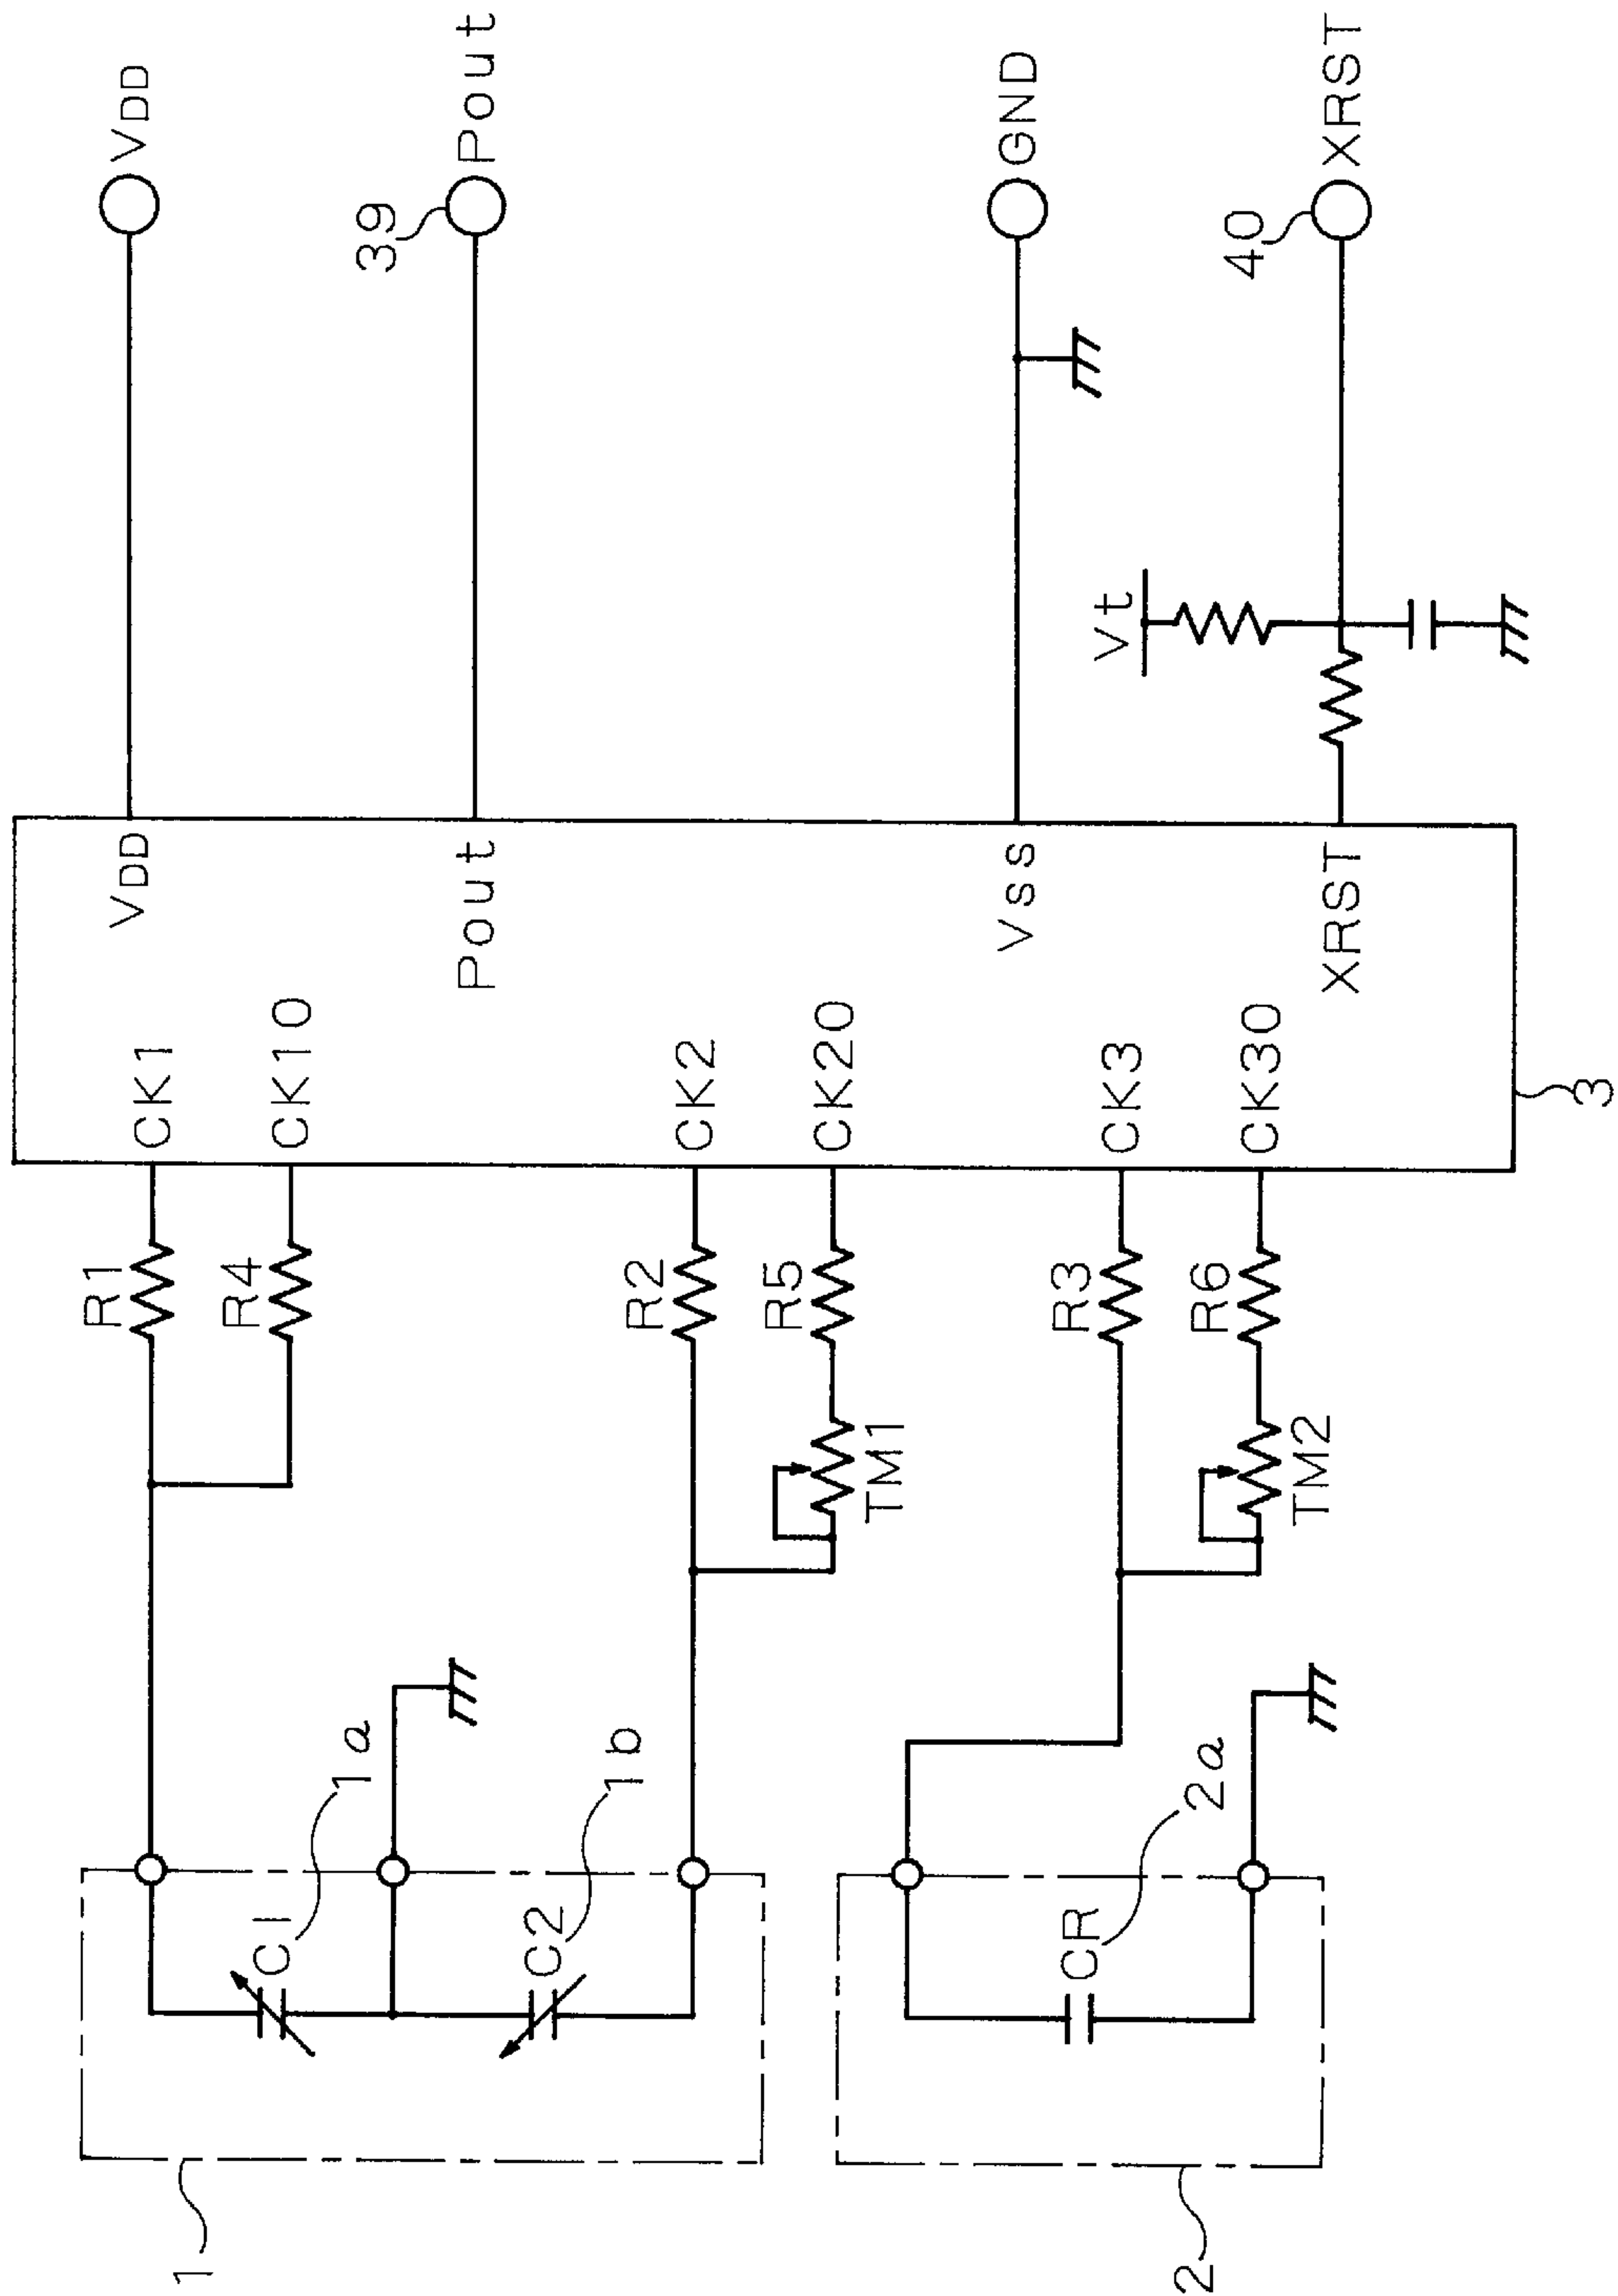 R1
VDD
VDD
CK1
1
R4
C1
CK10
1a
39
Pout
Pout
C2
1b
R2
CK2
R5
CK20
TM1
Vss
GND
R3
CR
Vt
CK3
2
2a
R6
40
CK30
TM2
XRST
XRST
3